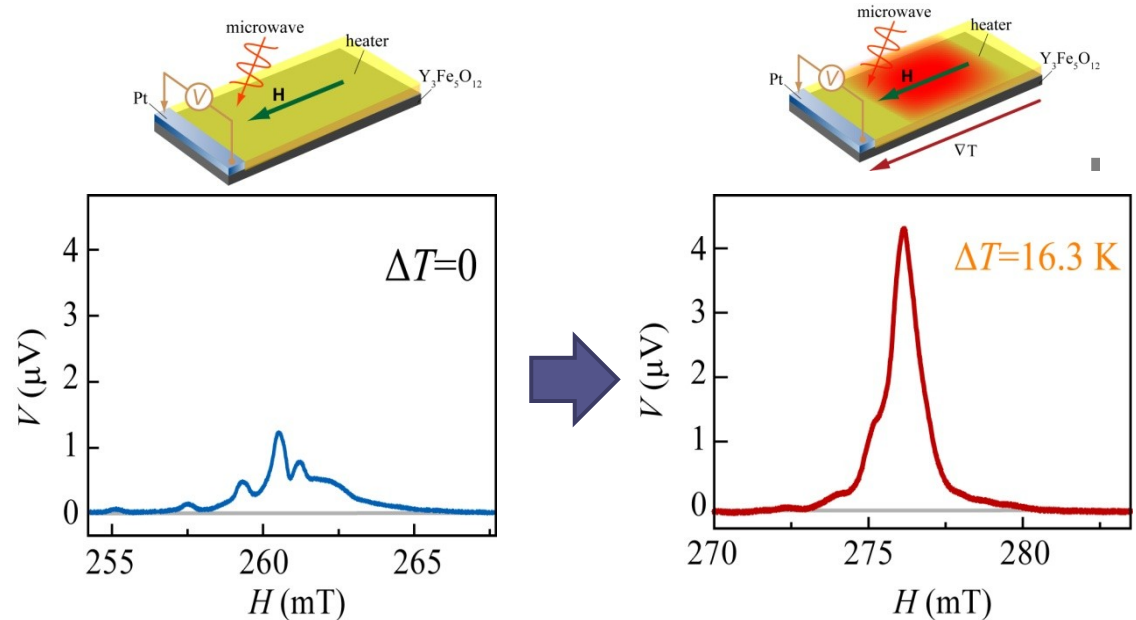 microwave
heater
Y₃Fe₅O₁₂
Pt
V
H
microwave
heater
Y₃Fe₅O₁₂
Pt
V
H
∇T
ΔT=0
V (µV)
4
3
2
1
0
255 260 265
H (mT)
ΔT=16.3 K
V (µV)
4
3
2
1
0
270 275 280
H (mT)